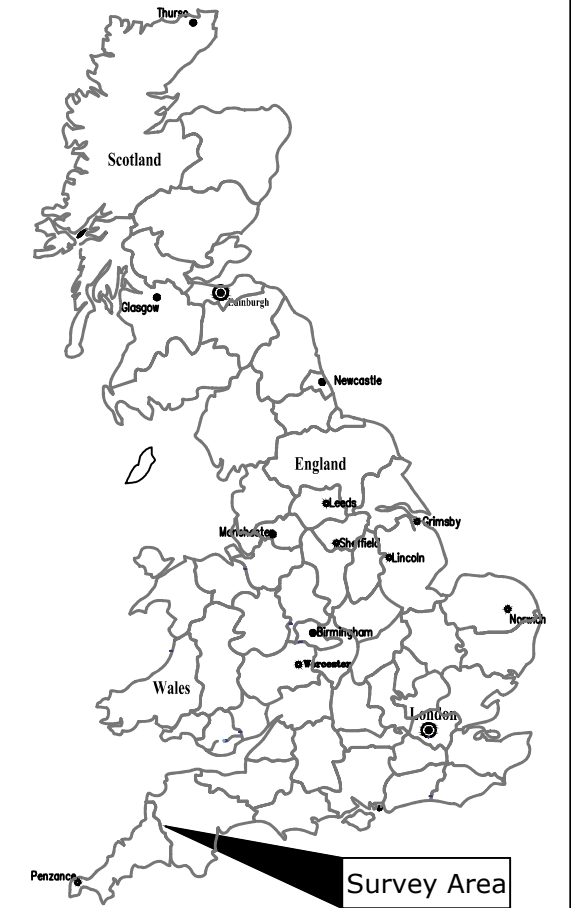 Thurso
Scotland
Edinburgh
Glasgow
Newcastle
England
Leeds
Grimsby
Manchester
Sheffield
Lincoln
Norwich
Birmingham
Worcester
Wales
London
Penzance
Survey Area